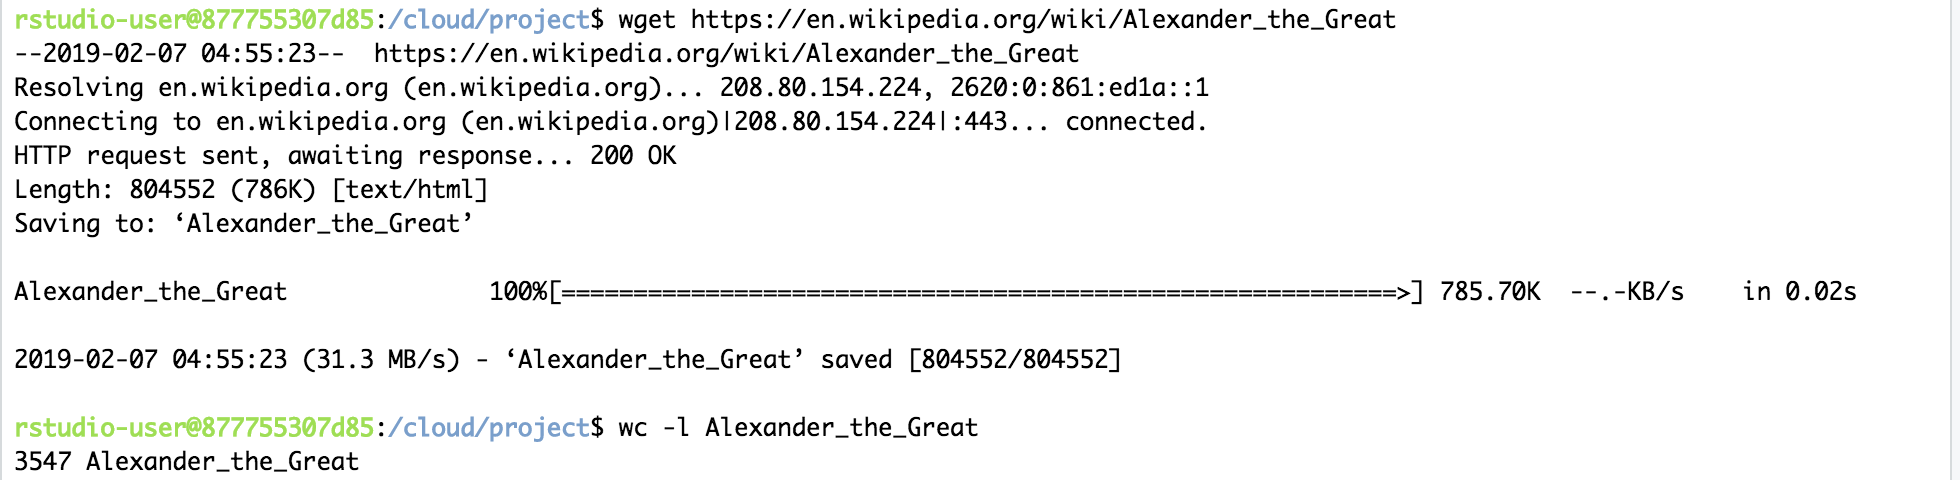 rstudio-user@877755307d85:/cloud/project$ wget https://en.wikipedia.org/wiki/Alexander_the_Great
--2019-02-07 04:55:23--  https://en.wikipedia.org/wiki/Alexander_the_Great
Resolving en.wikipedia.org (en.wikipedia.org)... 208.80.154.224, 2620:0:861:ed1a::1
Connecting to en.wikipedia.org (en.wikipedia.org)|208.80.154.224|:443... connected.
HTTP request sent, awaiting response... 200 OK
Length: 804552 (786K) [text/html]
Saving to: ‘Alexander_the_Great’
Alexander_the_Great              100%[==========================================================>] 785.70K  --.-KB/s    in 0.02s
2019-02-07 04:55:23 (31.3 MB/s) - ‘Alexander_the_Great’ saved [804552/804552]
rstudio-user@877755307d85:/cloud/project$ wc -l Alexander_the_Great
3547 Alexander_the_Great